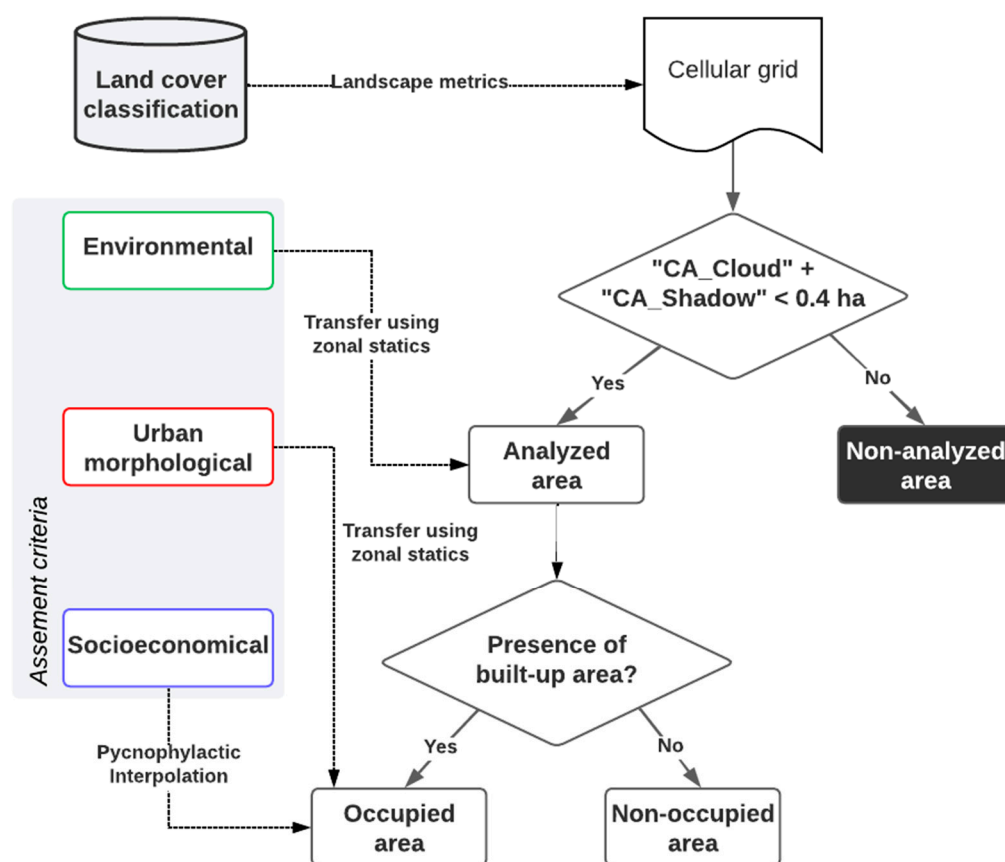 Land cover
classification
Landscape metrics
Cellular grid
Environmental
"CA_Cloud" +
"CA_Shadow" < 0.4 ha
Transfer using
zonal statics
Yes
No
Urban
morphological
Analyzed
area
Non-analyzed
area
Transfer using
zonal statics
Assement criteria
Socioeconomical
Presence of
built-up area?
Pycnophylactic
Interpolation
Yes
No
Occupied
area
Non-occupied
area